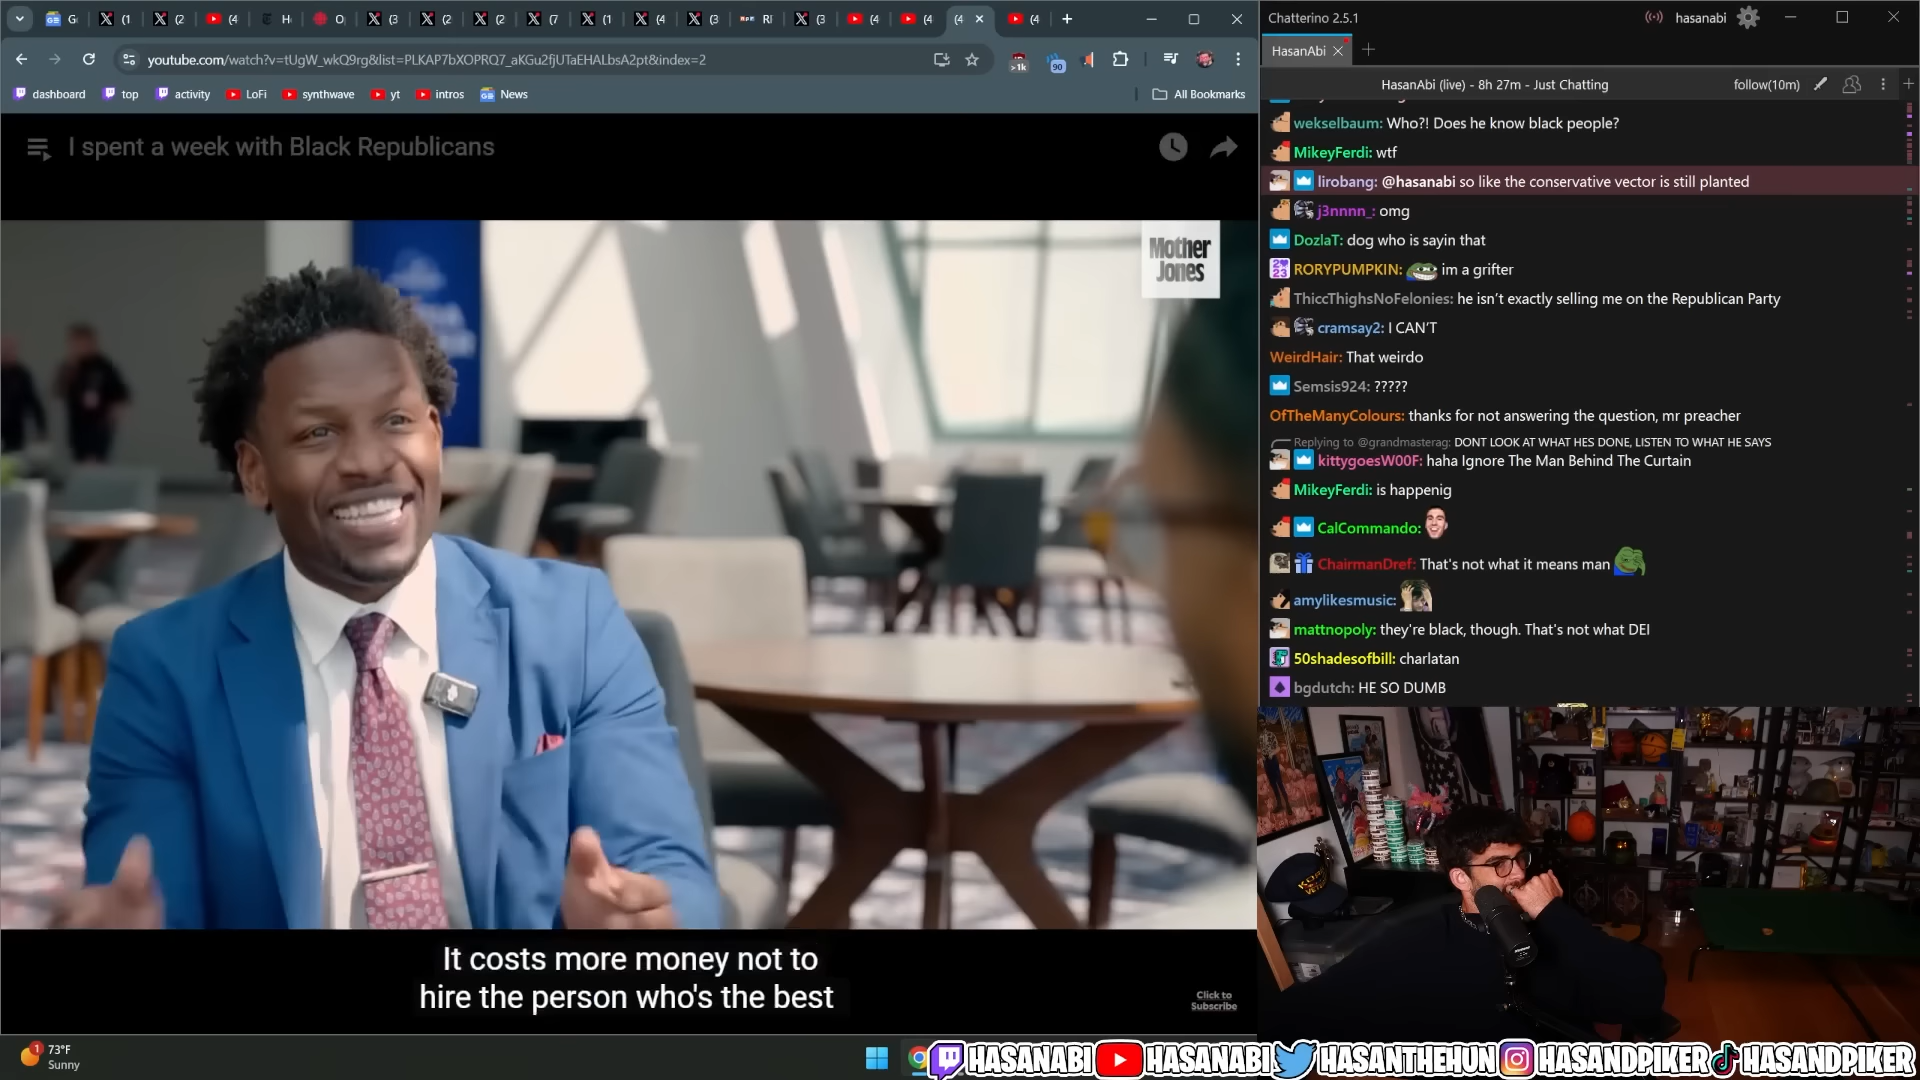 youtube.com/watch?v=tUgW_wkQ9rg&list=PLKAP7bXOPRQ7_aKGu2fjUTaEHALbsA2pt&index=2
>1k
90
dashboard top activity LoFi synthwave yt intros News All Bookmarks
I spent a week with Black Republicans
Mother
Jones
It costs more money not to
hire the person who's the best
Click to
Subscribe
1
73°F
Sunny
Chatterino 2.5.1
hasanabi
HasanAbi
HasanAbi (live) - 8h 27m - Just Chatting
follow(10m)
wekselbaum: Who?! Does he know black people?
MikeyFerdi: wtf
lirobang: @hasanabi so like the conservative vector is still planted
j3nnnn_: omg
DozlaT: dog who is sayin that
RORYPUMPKIN: im a grifter
ThiccThighsNoFelonies: he isn't exactly selling me on the Republican Party
cramsay2: I CAN'T
WeirdHair: That weirdo
Semsis924: ?????
OfTheManyColours: thanks for not answering the question, mr preacher
Replying to @grandmasterag: DONT LOOK AT WHAT HES DONE, LISTEN TO WHAT HE SAYS
kittygoesW00F: haha Ignore The Man Behind The Curtain
MikeyFerdi: is happenig
CalCommando:
ChairmanDref: That's not what it means man
amylikesmusic:
mattnopoly: they're black, though. That's not what DEI
50shadesofbill: charlatan
bgdutch: HE SO DUMB
HASANABI HASANABI HASANTHEHUN HASANDPIKER HASANDPIKER